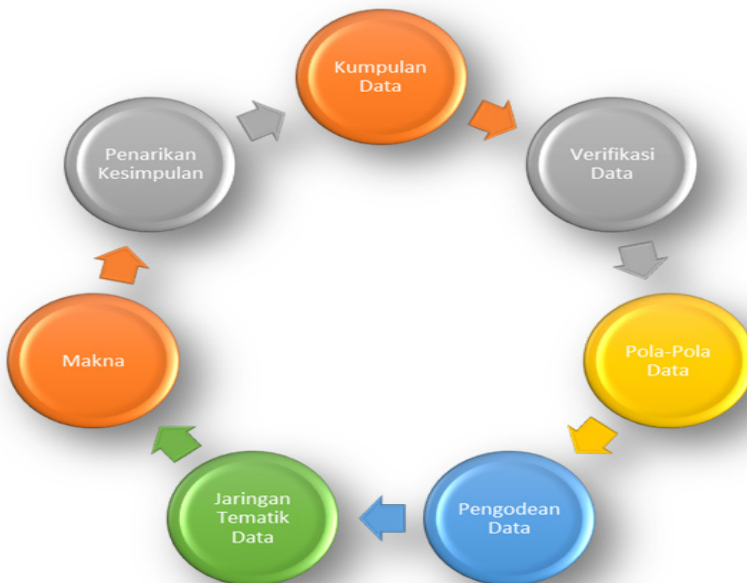 Kumpulan
Data
Verifikasi
Data
Pola-Pola
Data
Pengodean
Data
Jaringan
Tematik
Data
Makna
Penarikan
Kesimpulan